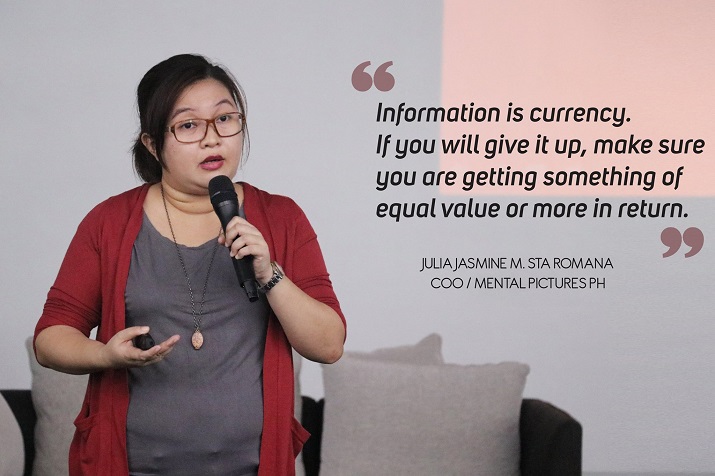 “
Information is currency.
If you will give it up, make sure
you are getting something of
equal value or more in return.
”
JULIA JASMINE M. STA ROMANA
COO / MENTAL PICTURES PH